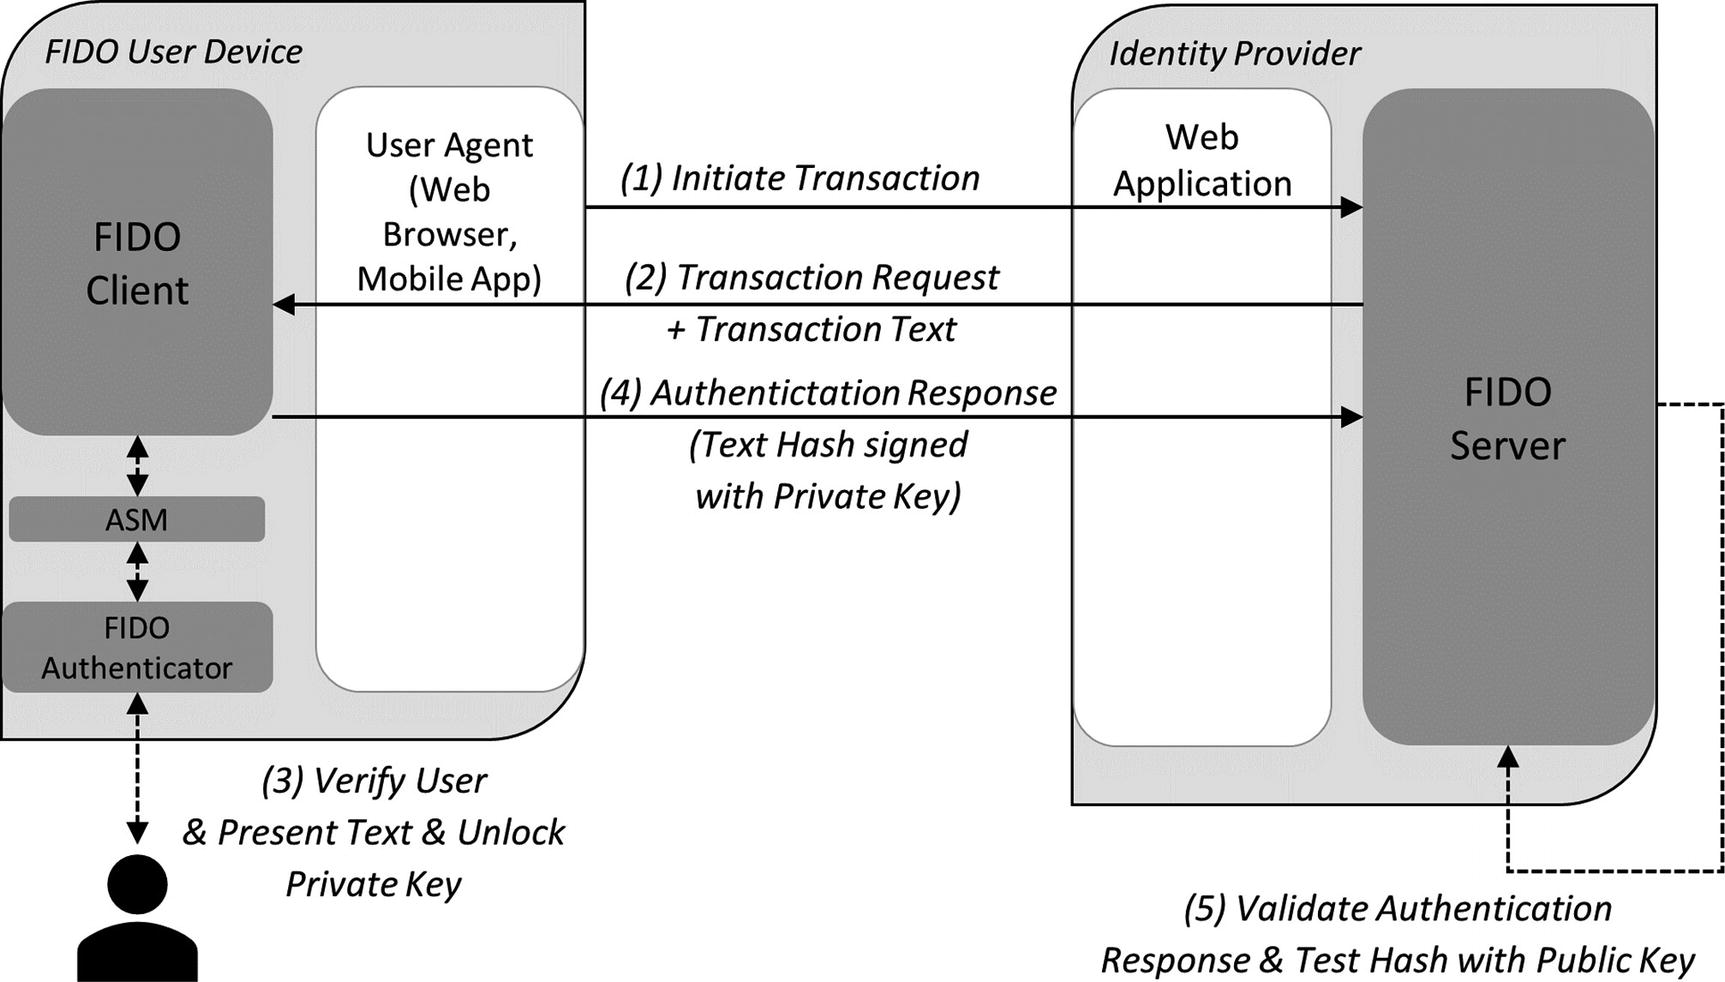 FIDO User Device
FIDO
Client
User Agent
(Web
Browser,
Mobile App)
ASM
FIDO
Authenticator
(1) Initiate Transaction
(2) Transaction Request
+ Transaction Text
(4) Authentictation Response
(Text Hash signed
with Private Key)
(3) Verify User
& Present Text & Unlock
Private Key
Identity Provider
Web
Application
FIDO
Server
(5) Validate Authentication
Response & Test Hash with Public Key